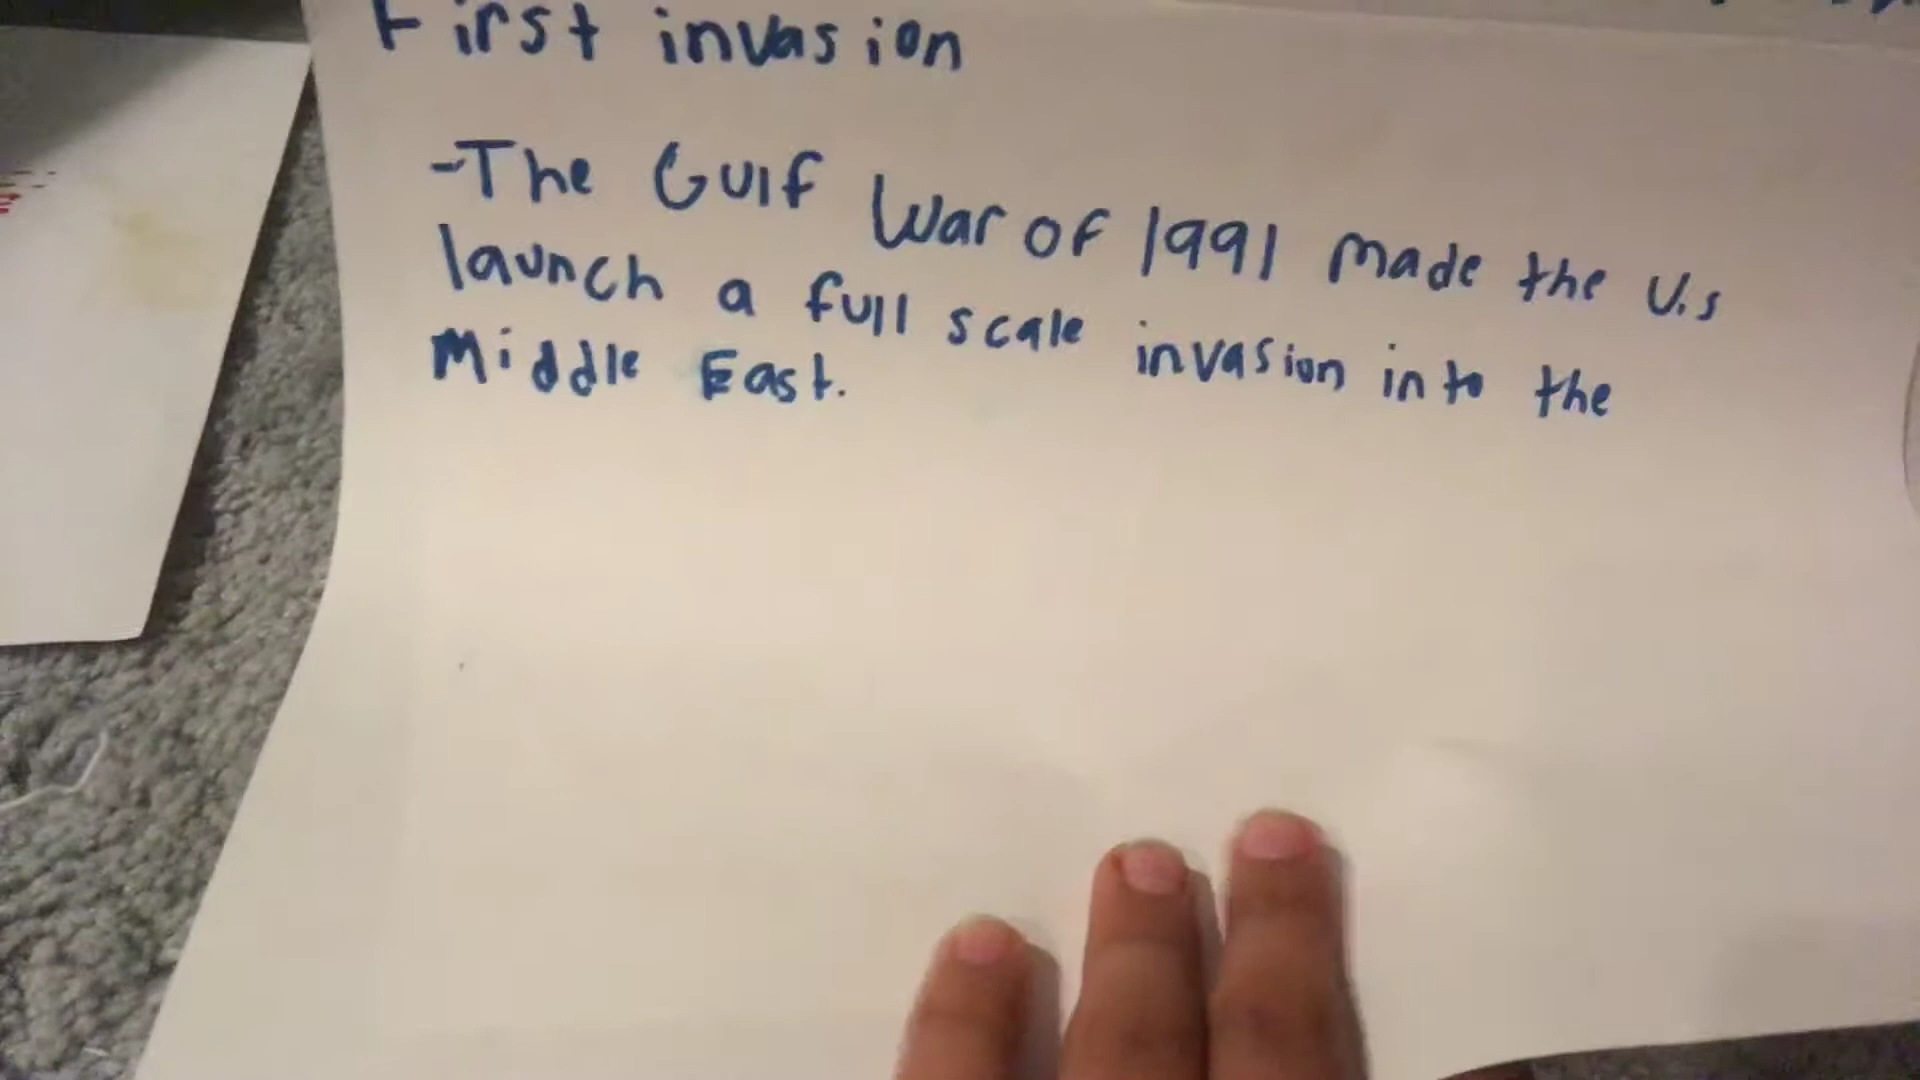 First invasion
-The Gulf War of 1991 made the U.S
launch a full scale invasion into the
Middle East.